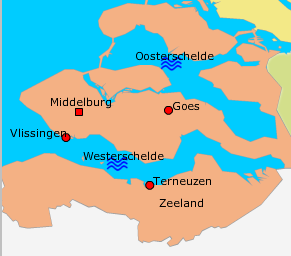 Oosterschelde
Middelburg
Goes
Vlissingen
Westerschelde
Terneuzen
Zeeland